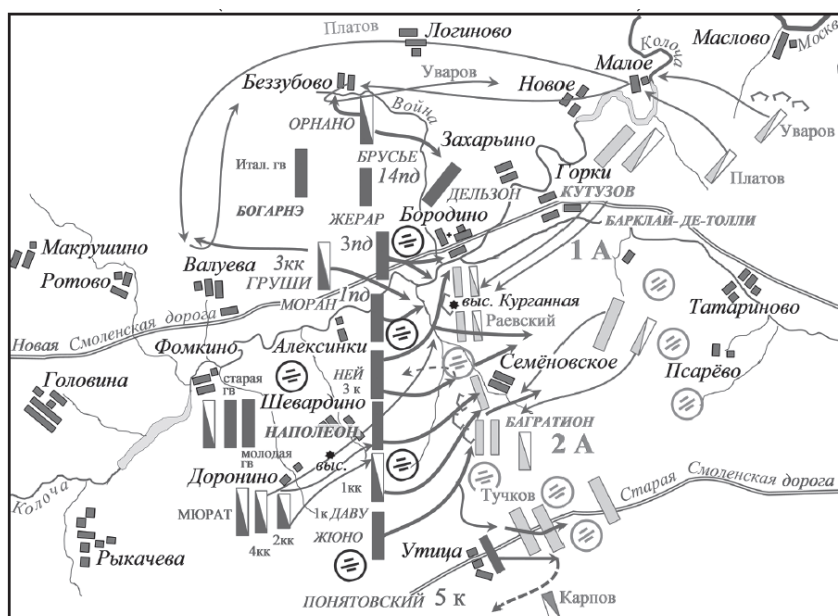 Платов
Логиново
Колоча
Маслово
Москва
Беззубово
Уваров
Новое
Малое
Война
ОРНАНО
Захарьино
Уваров
БРУСЬЕ
14пд
Итал. гв
ДЕЛЬЗОН
Горки
КУТУЗОВ
Платов
БОГАРНЭ
ЖЕРАР
Бородино
БАРКЛАЙ-ДЕ-ТОЛЛИ
Макрушино
3пд
1 А
Ротово
Валуева
3кк
ГРУШИ
МОРАН
1пд
выс. Курганная
Татариново
Раевский
Новая Смоленская дорога
Фомкино
Алексинки
Семёновское
Псарёво
Головина
старая
гв
НЕЙ
3 к
Шевардино
НАПОЛЕОН
БАГРАТИОН
2 А
молодая
гв
выс.
Доронино
1кк
Тучков
Старая Смоленская дорога
Колоча
МЮРАТ
4кк
2кк
1к ДАВУ
ЖЮНО
Утица
Рыкачева
ПОНЯТОВСКИЙ 5 к
Карпов